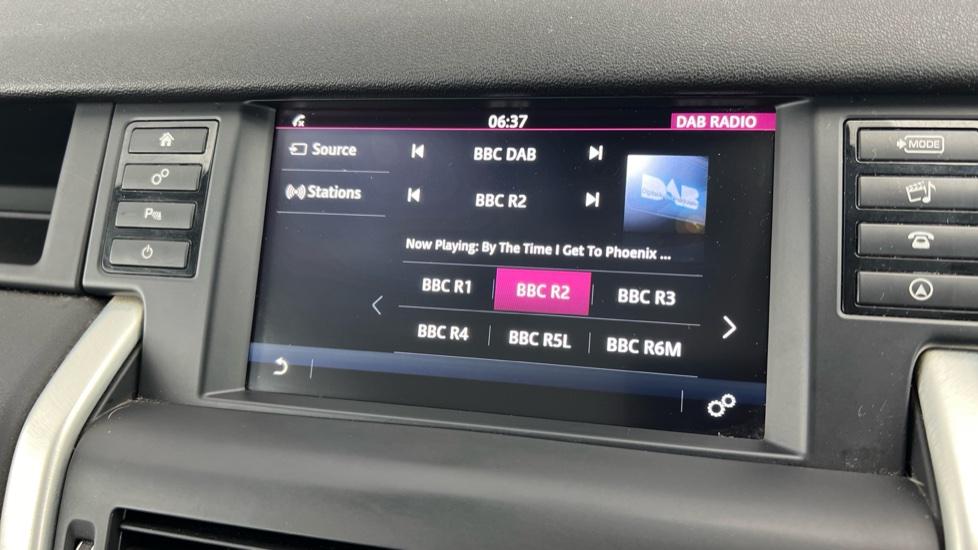 06:37
DAB RADIO
Source
BBC DAB
Stations
BBC R2
DAB
Now Playing: By The Time I Get To Phoenix ...
BBC R1
BBC R2
BBC R3
BBC R4
BBC R5L
BBC R6M
MODE